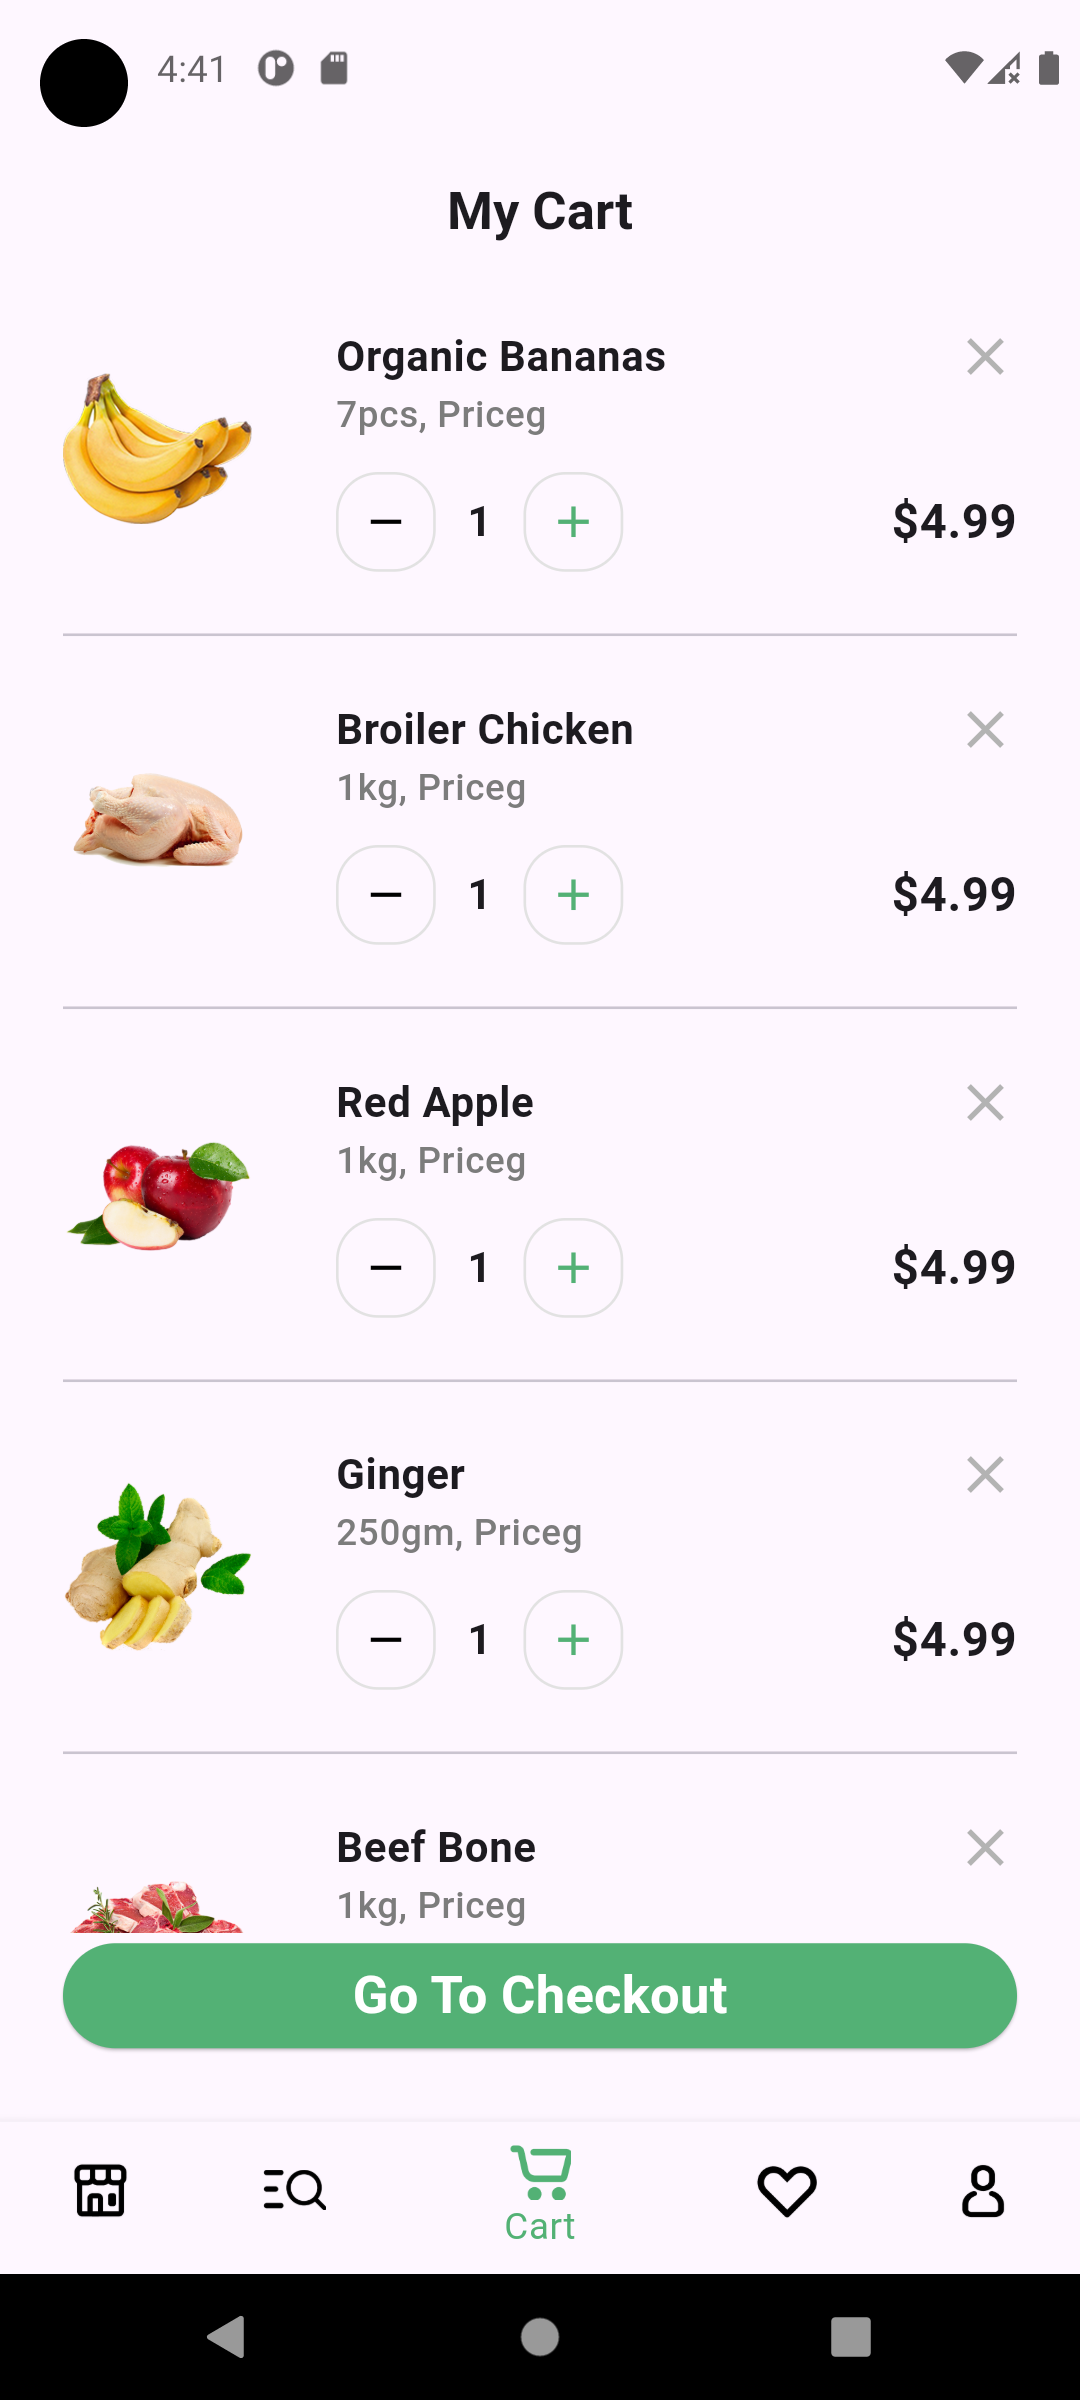 4:41
My Cart
Organic Bananas
7pcs, Priceg
1
$4.99
Broiler Chicken
1kg, Priceg
1
$4.99
Red Apple
1kg, Priceg
1
$4.99
Ginger
250gm, Priceg
1
$4.99
Beef Bone
1kg, Priceg
Go To Checkout
Cart